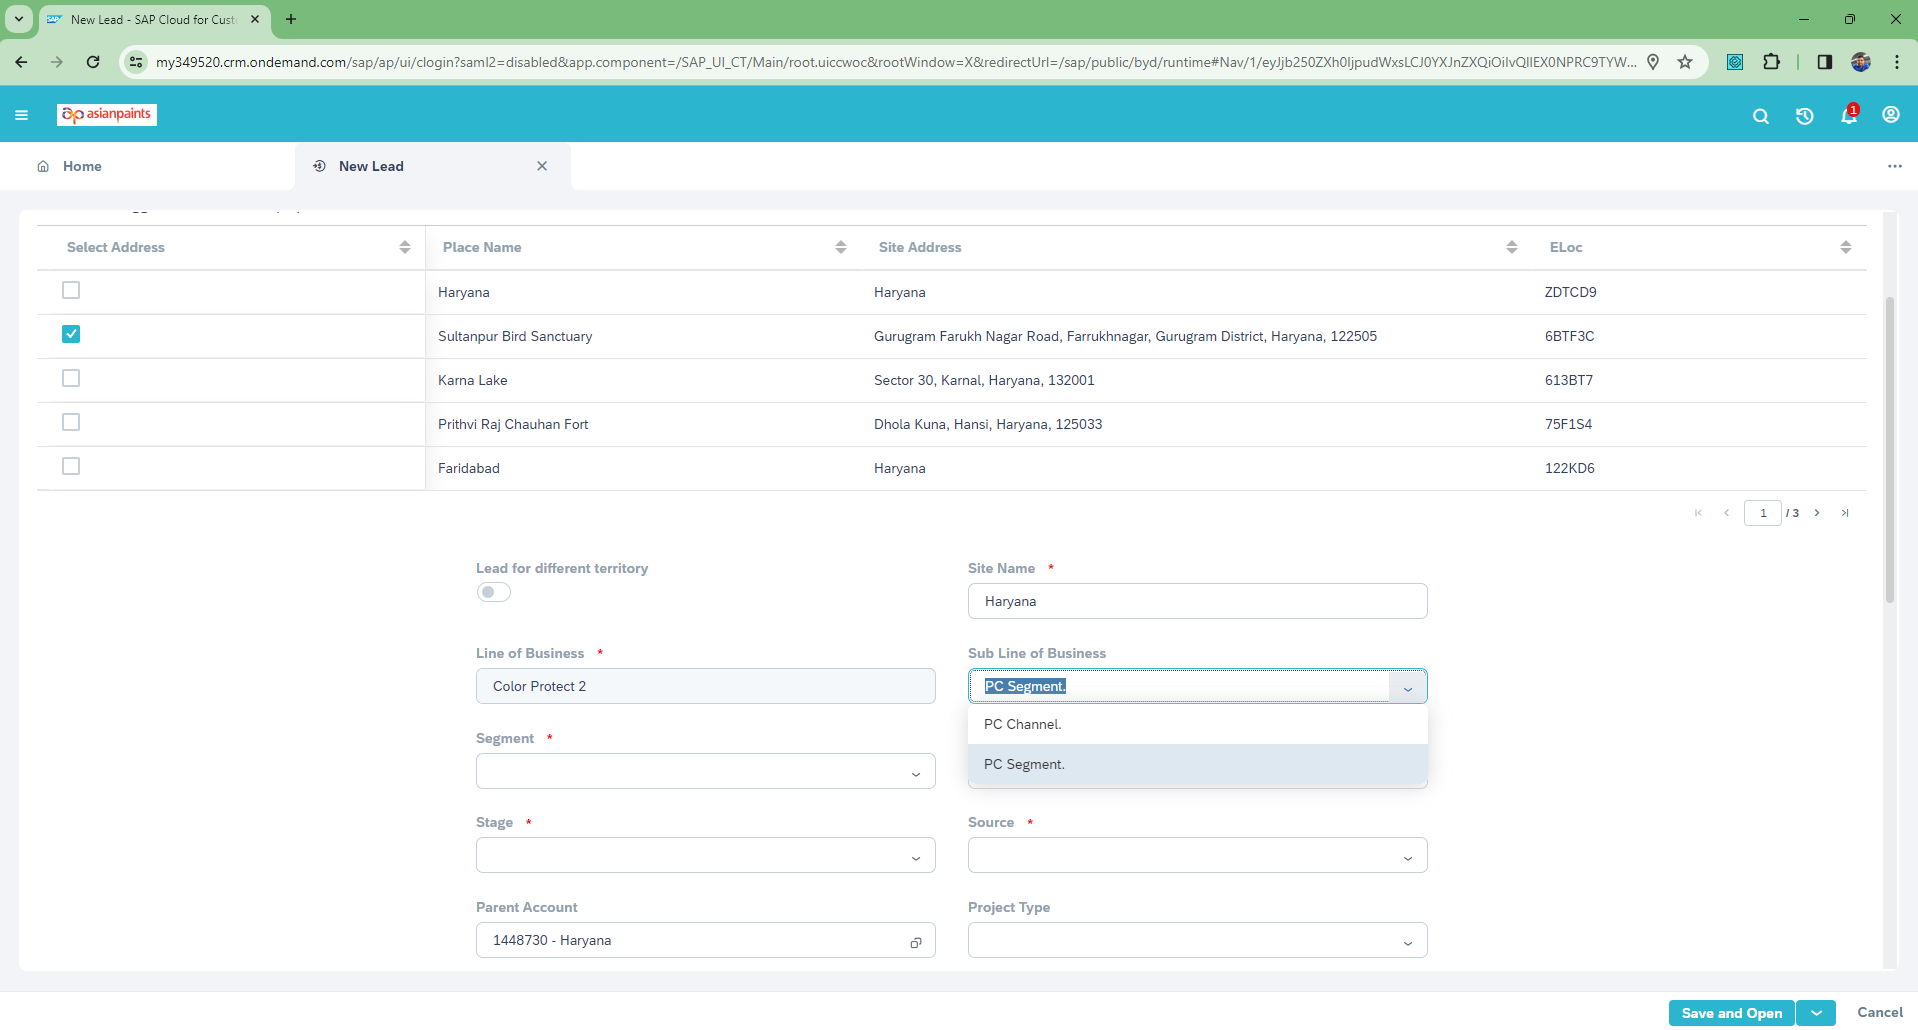 New Lead - SAP Cloud for Cust
my349520.crm.ondemand.com/sap/ap/ui/clogin?saml2=disabled&app.component=/SAP_UI_CT/Main/root.uiccwoc&rootWindow=X&redirectUrl=/sap/public/byd/runtime#Nav/1/eyJjb250ZXh0IjpudWxsLCJ0YXJnZXQiOiIvQllEX0NPRC9TYW...
asianpaints
1
Home
New Lead
Select Address Place Name Site Address ELoc
Haryana Haryana ZDTCD9
Sultanpur Bird Sanctuary Gurugram Farukh Nagar Road, Farrukhnagar, Gurugram District, Haryana, 122505 6BTF3C
Karna Lake Sector 30, Karnal, Haryana, 132001 613BT7
Prithvi Raj Chauhan Fort Dhola Kuna, Hansi, Haryana, 125033 75F1S4
Faridabad Haryana 122KD6
1 / 3
Lead for different territory
Site Name *
Haryana
Line of Business *
Color Protect 2
Sub Line of Business
PC Segment.
PC Channel.
PC Segment.
Segment *
Stage *
Source *
Parent Account
1448730 - Haryana
Project Type
Save and Open
Cancel